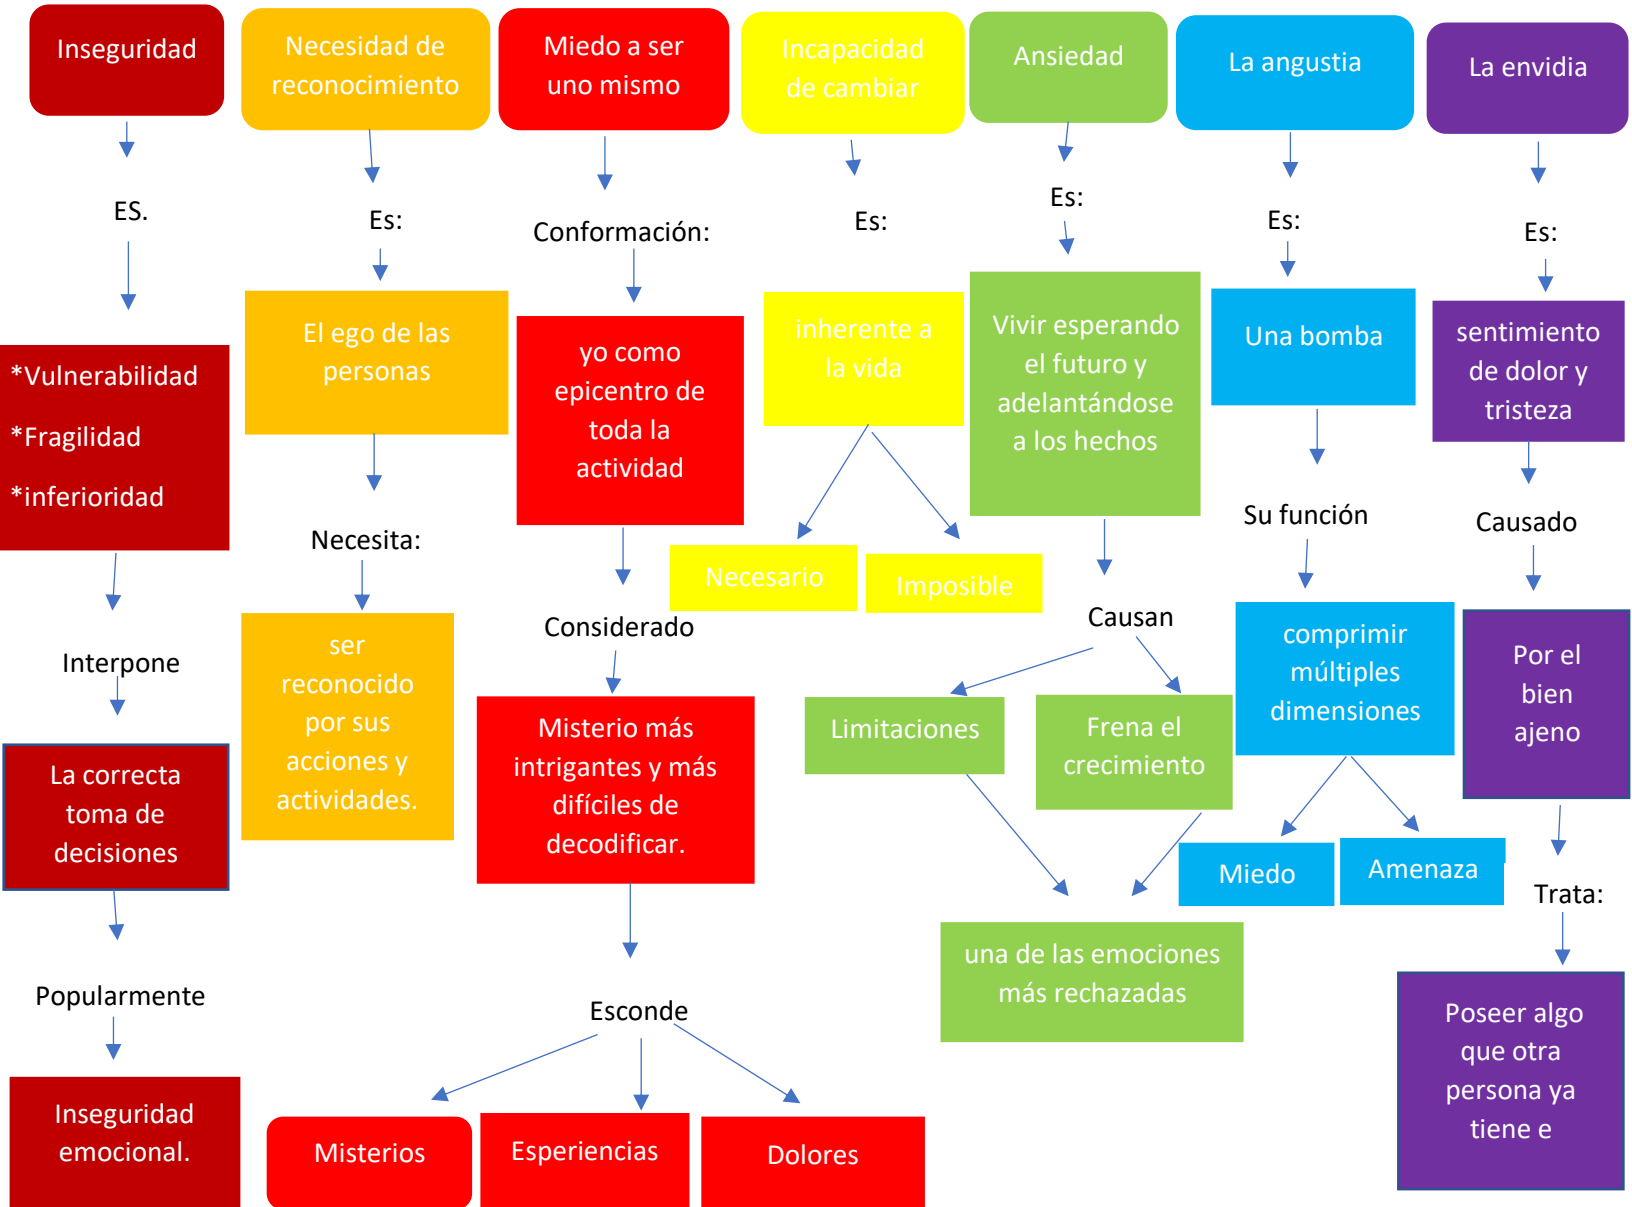 Inseguridad
ES.
*Vulnerabilidad
*Fragilidad
*inferioridad
Interpone
La correcta
toma de
decisiones
Popularmente
Inseguridad
emocional.
Necesidad de
reconocimiento
Es:
El ego de las
personas
Necesita:
ser
reconocido
por sus
acciones y
actividades.
Miedo a ser
uno mismo
Conformación:
yo como
epicentro de
toda la
actividad
Considerado
Misterio más
intrigantes y más
difíciles de
decodificar.
Esconde
Misterios
Esperiencias
Dolores
Incapacidad
de cambiar
Es:
inherente a
la vida
Necesario
Imposible
Ansiedad
Es:
Vivir esperando
el futuro y
adelantándose
a los hechos
Causan
Limitaciones
Frena el
crecimiento
una de las emociones
más rechazadas
La angustia
Es:
Una bomba
Su función
comprimir
múltiples
dimensiones
Miedo
Amenaza
La envidia
Es:
sentimiento
de dolor y
tristeza
Causado
Por el
bien
ajeno
Trata:
Poseer algo
que otra
persona ya
tiene e